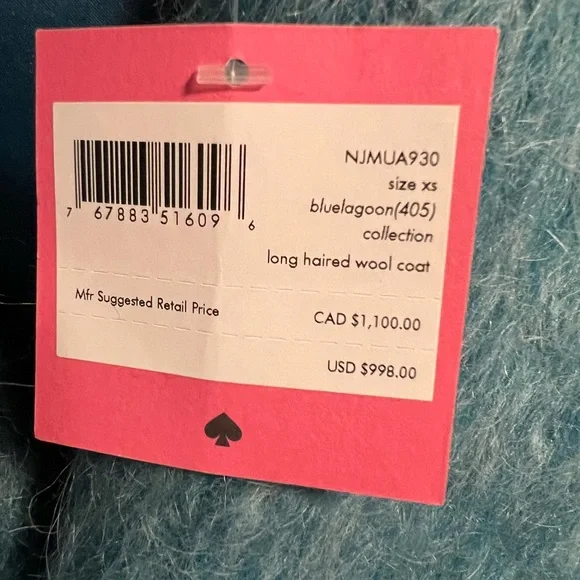 NJMUA930
size xs
bluelagoon(405)
collection
long haired wool coat
7 67883 51609 6
Mfr Suggested Retail Price
CAD $1,100.00
USD $998.00